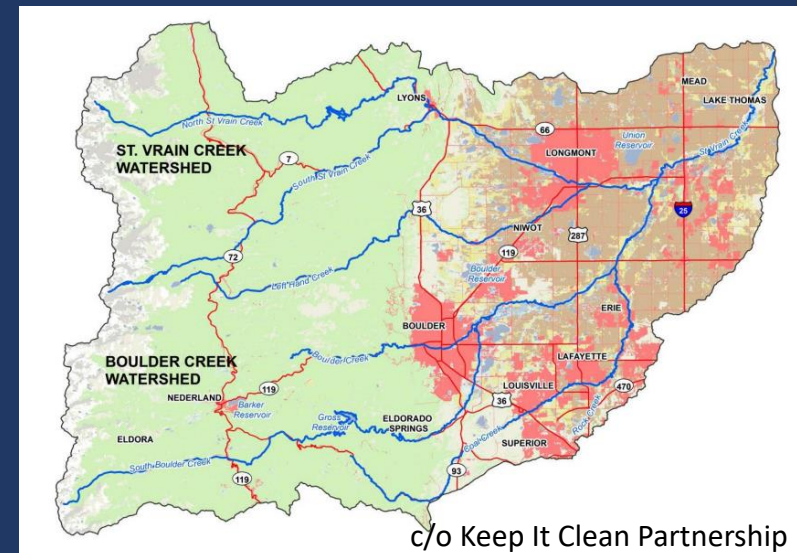 MEAD
LAKE THOMAS
LYONS
North St Vrain Creek
66
Union
Reservoir
St Vrain Creek
ST. VRAIN CREEK
WATERSHED
7
LONGMONT
South St Vrain Creek
36
25
NIWOT
287
72
119
Left Hand Creek
Boulder
Reservoir
ERIE
BOULDER
BOULDER CREEK
WATERSHED
Boulder Creek
LAFAYETTE
119
LOUISVILLE
470
NEDERLAND
Barker
Reservoir
36
Rock Creek
Gross
Reservoir
ELDORADO
SPRINGS
Coal Creek
ELDORA
SUPERIOR
South Boulder Creek
93
119
c/o Keep It Clean Partnership